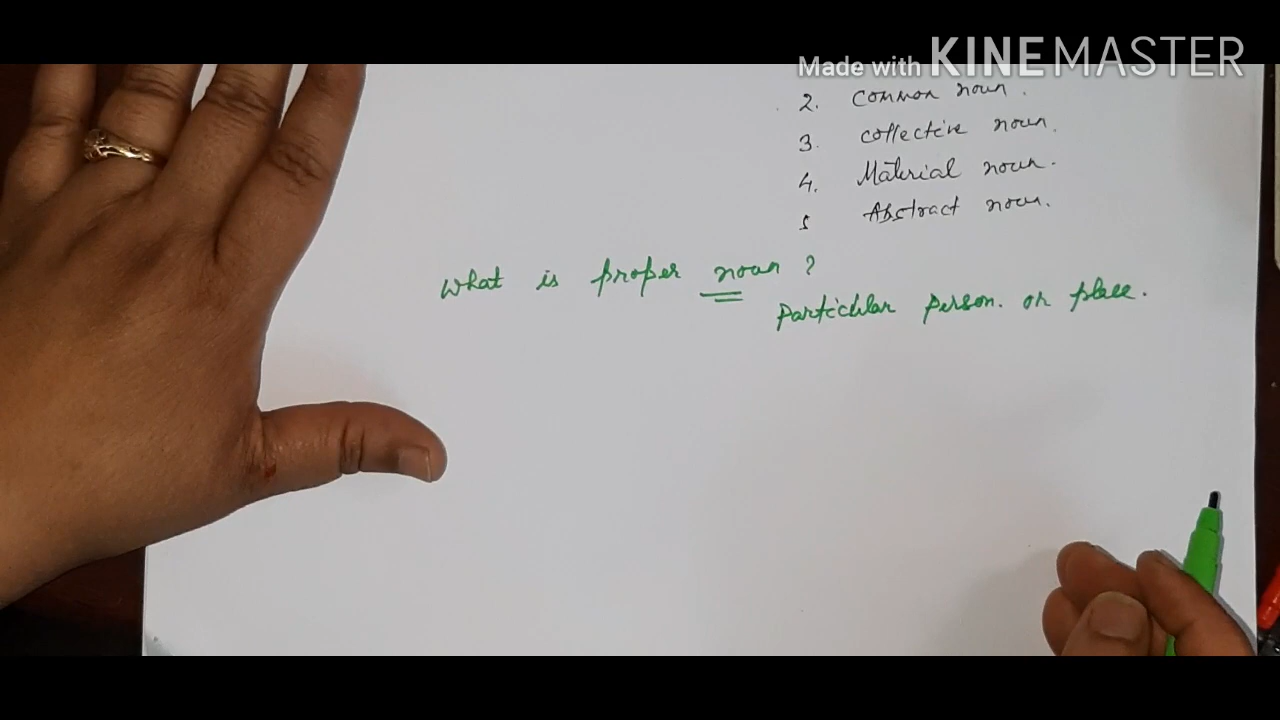 Made with KINEMASTER
2. Common noun.
3. Collective noun.
4. Material noun.
5 Abstract noun.
What is proper noun?
Particular person. or place.